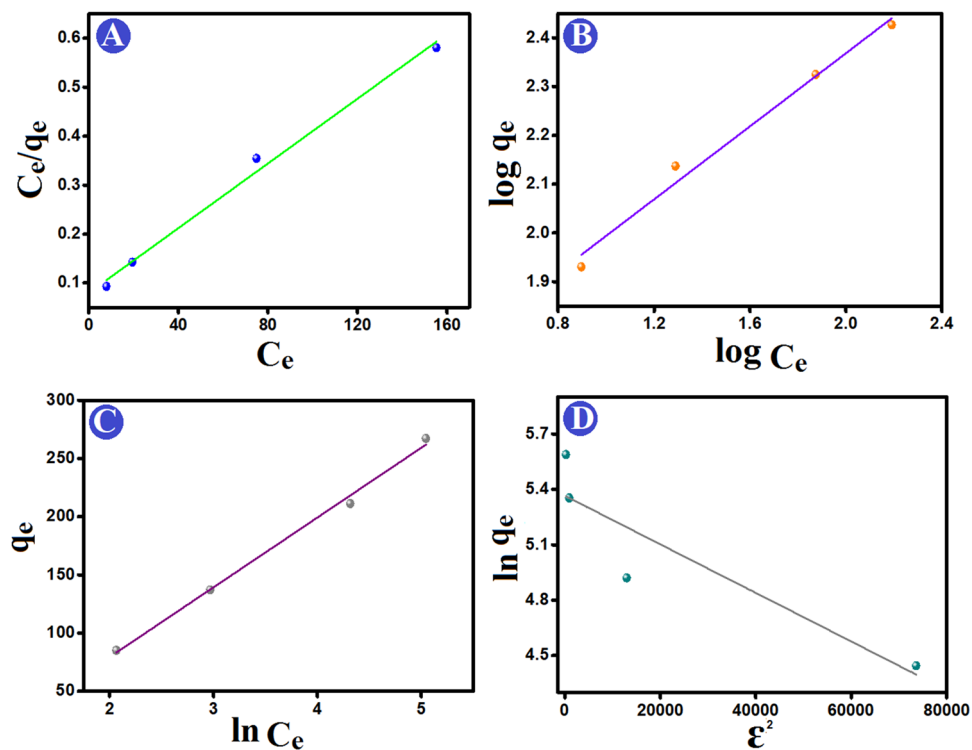 A
0.6
0.5
0.4
0.3
0.2
0.1
Ce/qe
0 40 80 120 160
Ce
B
2.4
2.3
2.2
2.1
2.0
1.9
log qe
0.8 1.2 1.6 2.0 2.4
log Ce
C
300
250
200
150
100
50
qe
2 3 4 5
ln Ce
D
5.7
5.4
5.1
4.8
4.5
ln qe
0 20000 40000 60000 80000
ε²